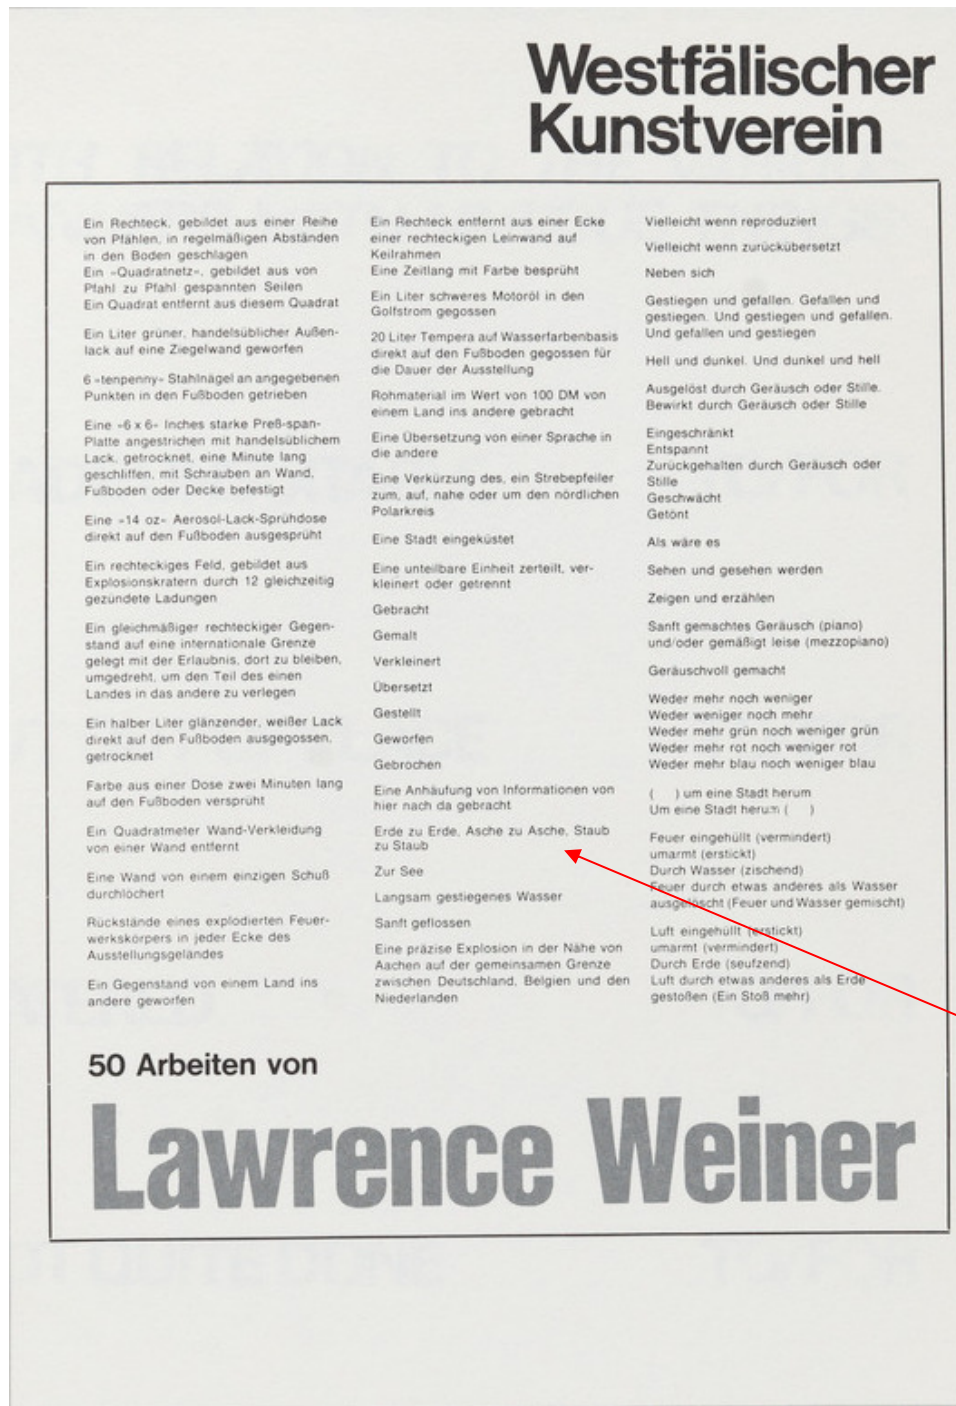 Westfälischer
Kunstverein
Ein Rechteck, gebildet aus einer Reihe
von Pfählen, in regelmäßigen Abständen
in den Boden geschlagen
Ein »Quadratnetz«, gebildet aus von
Pfahl zu Pfahl gespannten Seilen
Ein Quadrat entfernt aus diesem Quadrat
Ein Liter grüner, handelsüblicher Außen-
lack auf eine Ziegelwand geworfen
6 »tenpenny« Stahlnägel an angegebenen
Punkten in den Fußboden getrieben
Eine »6 x 6« Inches starke Preß-span-
Platte angestrichen mit handelsüblichem
Lack, getrocknet, eine Minute lang
geschliffen, mit Schrauben an Wand,
Fußboden oder Decke befestigt
Eine »14 oz« Aerosol-Lack-Sprühdose
direkt auf den Fußboden ausgesprüht
Ein rechteckiges Feld, gebildet aus
Explosionskratern durch 12 gleichzeitig
gezündete Ladungen
Ein gleichmäßiger rechteckiger Gegen-
stand auf eine internationale Grenze
gelegt mit der Erlaubnis, dort zu bleiben,
umgedreht, um den Teil des einen
Landes in das andere zu verlegen
Ein halber Liter glänzender, weißer Lack
direkt auf den Fußboden ausgegossen,
getrocknet
Farbe aus einer Dose zwei Minuten lang
auf den Fußboden versprüht
Ein Quadratmeter Wand-Verkleidung
von einer Wand entfernt
Eine Wand von einem einzigen Schuß
durchlöchert
Rückstände eines explodierten Feuer-
werkskörpers in jeder Ecke des
Ausstellungsgeländes
Ein Gegenstand von einem Land ins
andere geworfen
Ein Rechteck entfernt aus einer Ecke
einer rechteckigen Leinwand auf
Keilrahmen
Eine Zeitlang mit Farbe besprüht
Ein Liter schweres Motoröl in den
Golfstrom gegossen
20 Liter Tempera auf Wasserfarbenbasis
direkt auf den Fußboden gegossen für
die Dauer der Ausstellung
Rohmaterial im Wert von 100 DM von
einem Land ins andere gebracht
Eine Übersetzung von einer Sprache in
die andere
Eine Verkürzung des, ein Strebepfeiler
zum, auf, nahe oder um den nördlichen
Polarkreis
Eine Stadt eingeküstet
Eine unteilbare Einheit zerteilt, ver-
kleinert oder getrennt
Gebracht
Gemalt
Verkleinert
Übersetzt
Gestellt
Geworfen
Gebrochen
Eine Anhäufung von Informationen von
hier nach da gebracht
Erde zu Erde, Asche zu Asche, Staub
zu Staub
Zur See
Langsam gestiegenes Wasser
Sanft geflossen
Eine präzise Explosion in der Nähe von
Aachen auf der gemeinsamen Grenze
zwischen Deutschland, Belgien und den
Niederlanden
Vielleicht wenn reproduziert
Vielleicht wenn zurückübersetzt
Neben sich
Gestiegen und gefallen. Gefallen und
gestiegen. Und gestiegen und gefallen.
Und gefallen und gestiegen
Hell und dunkel. Und dunkel und hell
Ausgelöst durch Geräusch oder Stille.
Bewirkt durch Geräusch oder Stille
Eingeschränkt
Entspannt
Zurückgehalten durch Geräusch oder
Stille
Geschwächt
Getönt
Als wäre es
Sehen und gesehen werden
Zeigen und erzählen
Sanft gemachtes Geräusch (piano)
und/oder gemäßigt leise (mezzopiano)
Geräuschvoll gemacht
Weder mehr noch weniger
Weder weniger noch mehr
Weder mehr grün noch weniger grün
Weder mehr rot noch weniger rot
Weder mehr blau noch weniger blau
(    ) um eine Stadt herum
Um eine Stadt herum (    )
Feuer eingehüllt (vermindert)
umarmt (erstickt)
Durch Wasser (zischend)
Feuer durch etwas anderes als Wasser
ausgelöscht (Feuer und Wasser gemischt)
Luft eingehüllt (erstickt)
umarmt (vermindert)
Durch Erde (seufzend)
Luft durch etwas anderes als Erde
gestoßen (Ein Stoß mehr)
50 Arbeiten von
Lawrence Weiner